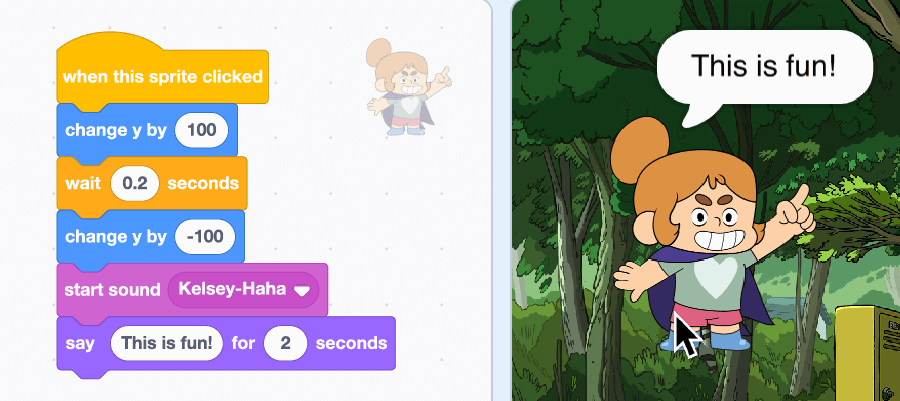 when this sprite clicked
change y by 100
wait 0.2 seconds
change y by -100
start sound Kelsey-Haha
say This is fun! for 2 seconds
This is fun!